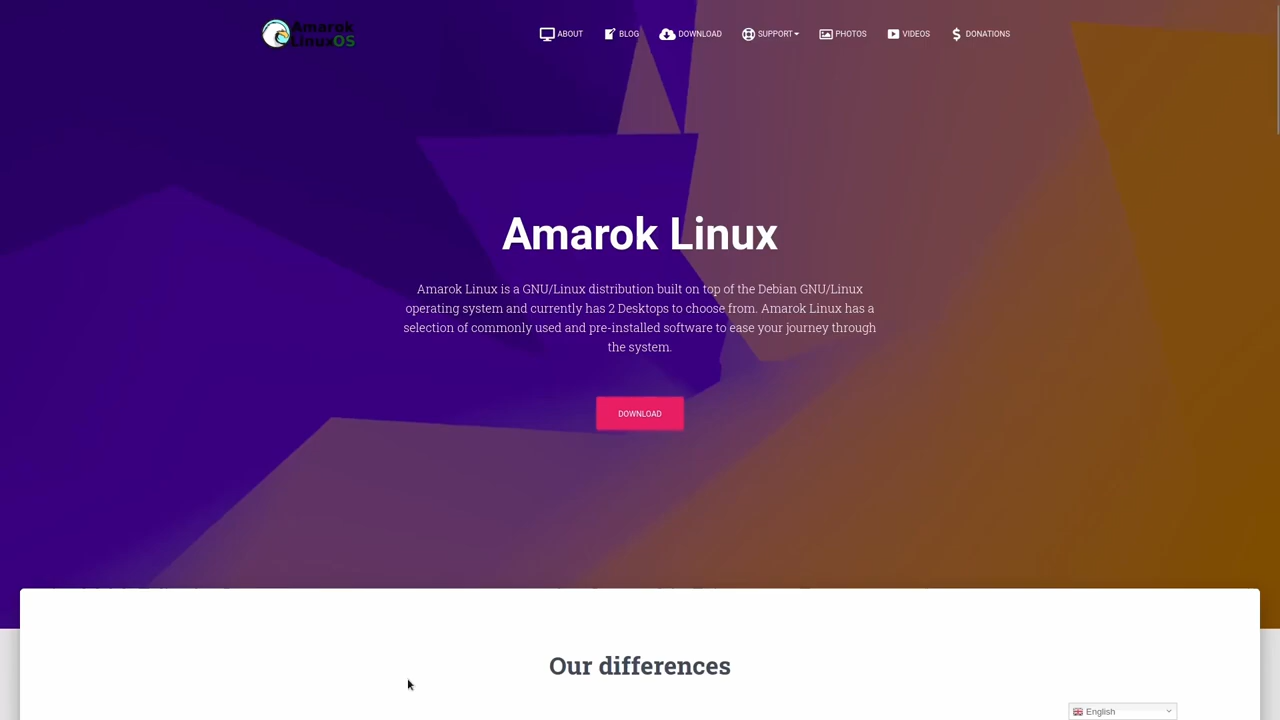 Amarok
LinuxOS
ABOUT
BLOG
DOWNLOAD
SUPPORT
PHOTOS
VIDEOS
DONATIONS
Amarok Linux
Amarok Linux is a GNU/Linux distribution built on top of the Debian GNU/Linux
operating system and currently has 2 Desktops to choose from. Amarok Linux has a
selection of commonly used and pre-installed software to ease your journey through
the system.
DOWNLOAD
Our differences
English